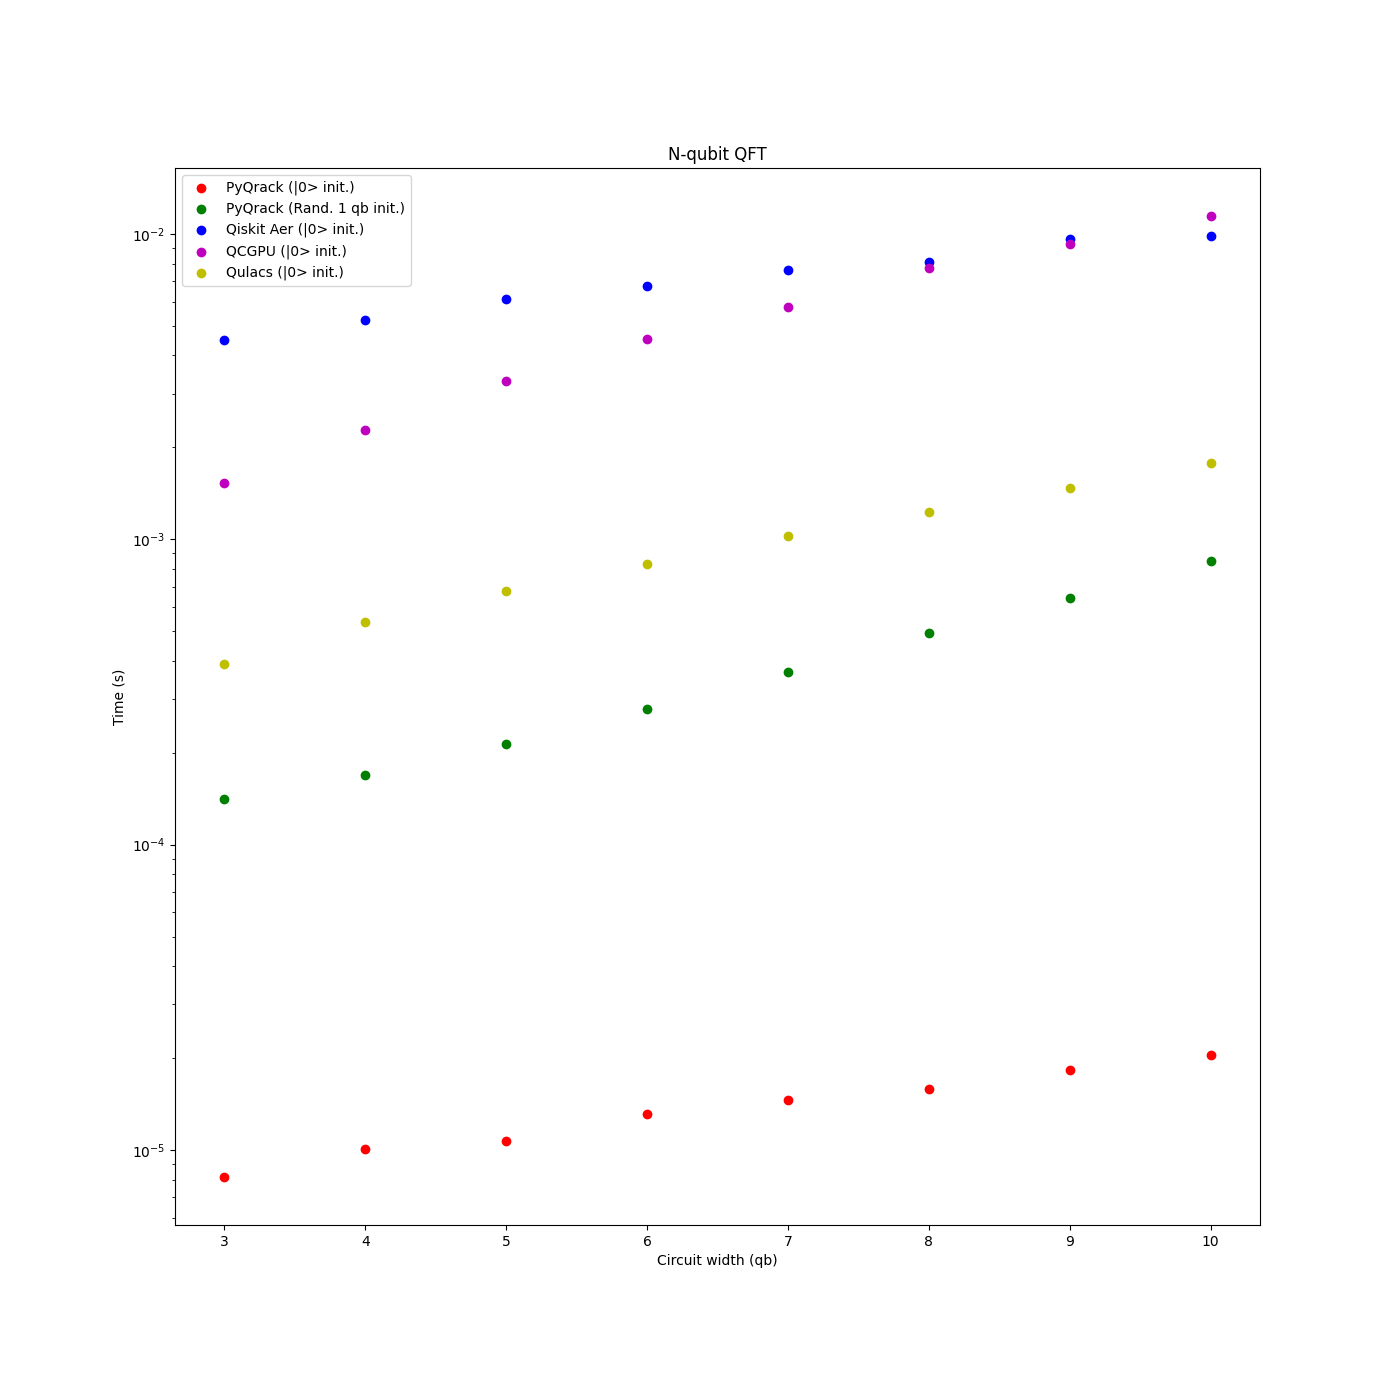 N-qubit QFT
PyQrack (|0> init.)
PyQrack (Rand. 1 qb init.)
Qiskit Aer (|0> init.)
QCGPU (|0> init.)
Qulacs (|0> init.)
10⁻²
10⁻³
10⁻⁴
10⁻⁵
Time (s)
3 4 5 6 7 8 9 10
Circuit width (qb)